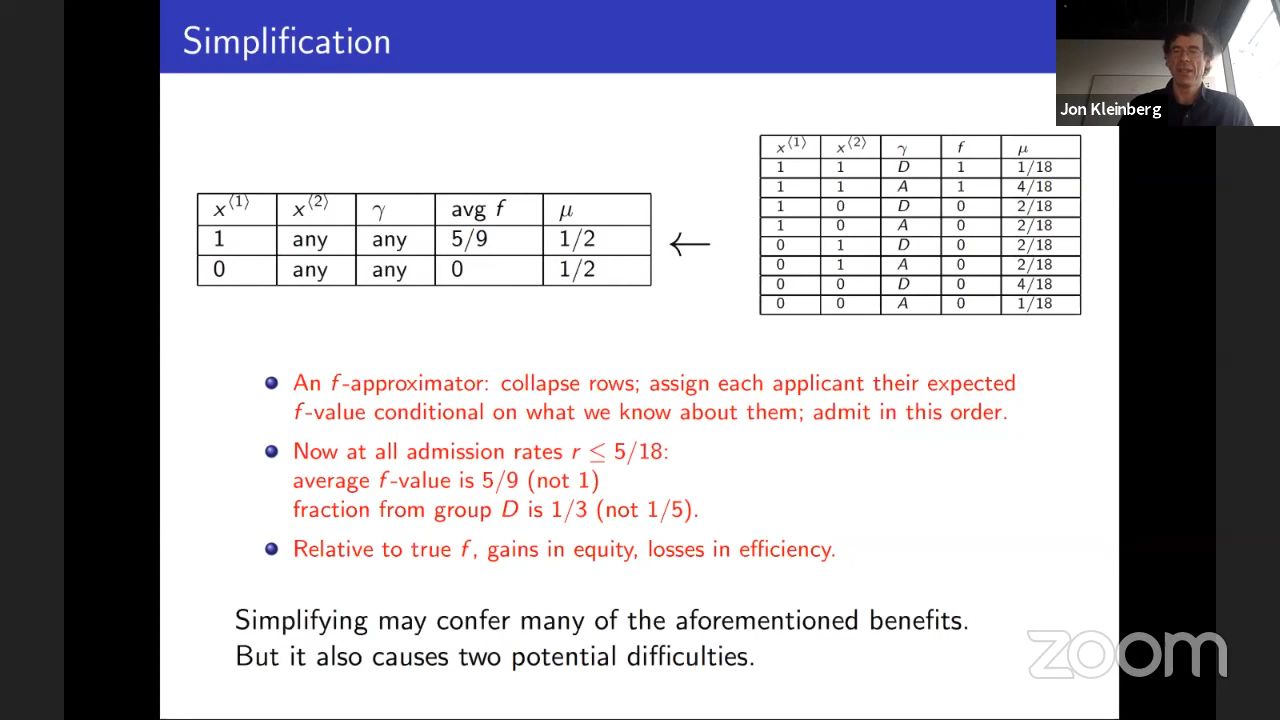 Simplification
Jon Kleinberg
x⟨1⟩ x⟨2⟩ γ avg f μ
1 any any 5/9 1/2
0 any any 0 1/2
←
x⟨1⟩ x⟨2⟩ γ f μ
1 1 D 1 1/18
1 1 A 1 4/18
1 0 D 0 2/18
1 0 A 0 2/18
0 1 D 0 2/18
0 1 A 0 2/18
0 0 D 0 4/18
0 0 A 0 1/18
An f-approximator: collapse rows; assign each applicant their expected
f-value conditional on what we know about them; admit in this order.
Now at all admission rates r ≤ 5/18:
average f-value is 5/9 (not 1)
fraction from group D is 1/3 (not 1/5).
Relative to true f, gains in equity, losses in efficiency.
Simplifying may confer many of the aforementioned benefits.
But it also causes two potential difficulties.
zoom